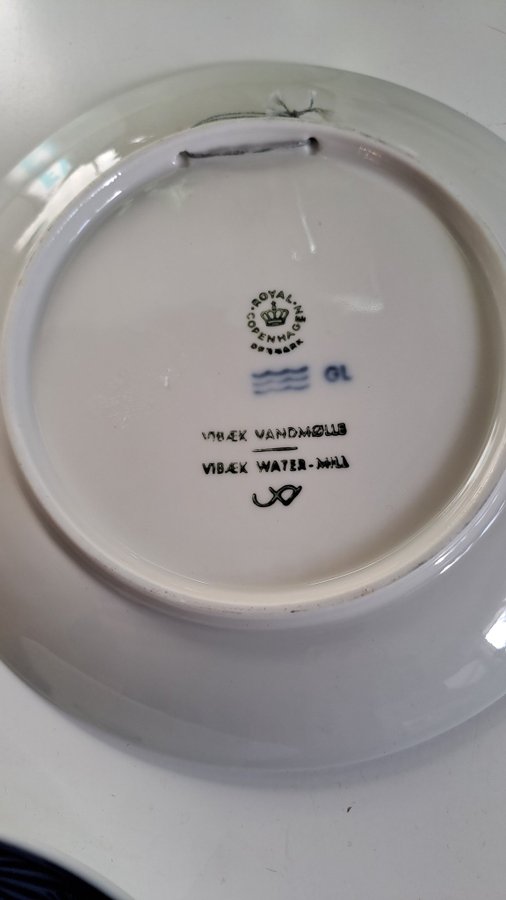 ROYAL
COPENHAGEN
DENMARK
GL
VIBÆK VANDMØLLE
VIBÆK WATER-MILL